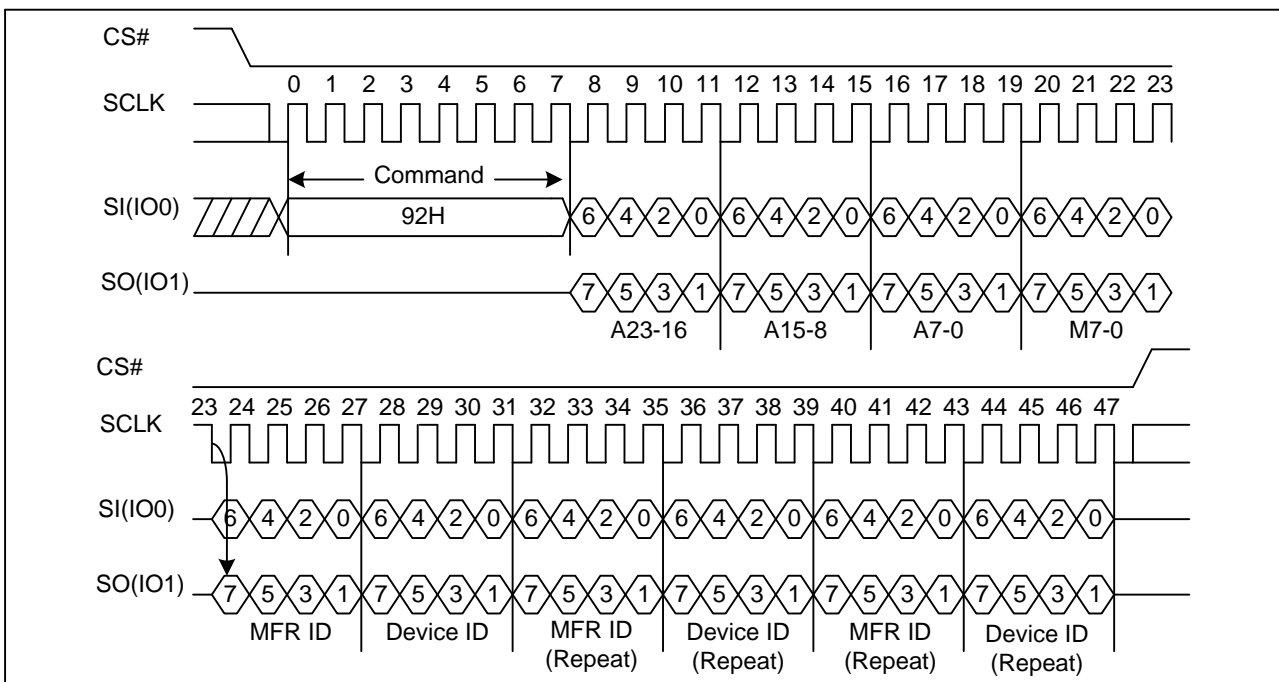 CS#
0 1 2 3 4 5 6 7 8 9 10 11 12 13 14 15 16 17 18 19 20 21 22 23
SCLK
Command
SI(IO0) 92H 6 4 2 0 6 4 2 0 6 4 2 0 6 4 2 0
SO(IO1) 7 5 3 1 7 5 3 1 7 5 3 1 7 5 3 1
A23-16 A15-8 A7-0 M7-0
CS#
23 24 25 26 27 28 29 30 31 32 33 34 35 36 37 38 39 40 41 42 43 44 45 46 47
SCLK
SI(IO0) 6 4 2 0 6 4 2 0 6 4 2 0 6 4 2 0 6 4 2 0 6 4 2 0
SO(IO1) 7 5 3 1 7 5 3 1 7 5 3 1 7 5 3 1 7 5 3 1 7 5 3 1
MFR ID Device ID MFR ID Device ID MFR ID Device ID
(Repeat) (Repeat) (Repeat) (Repeat)